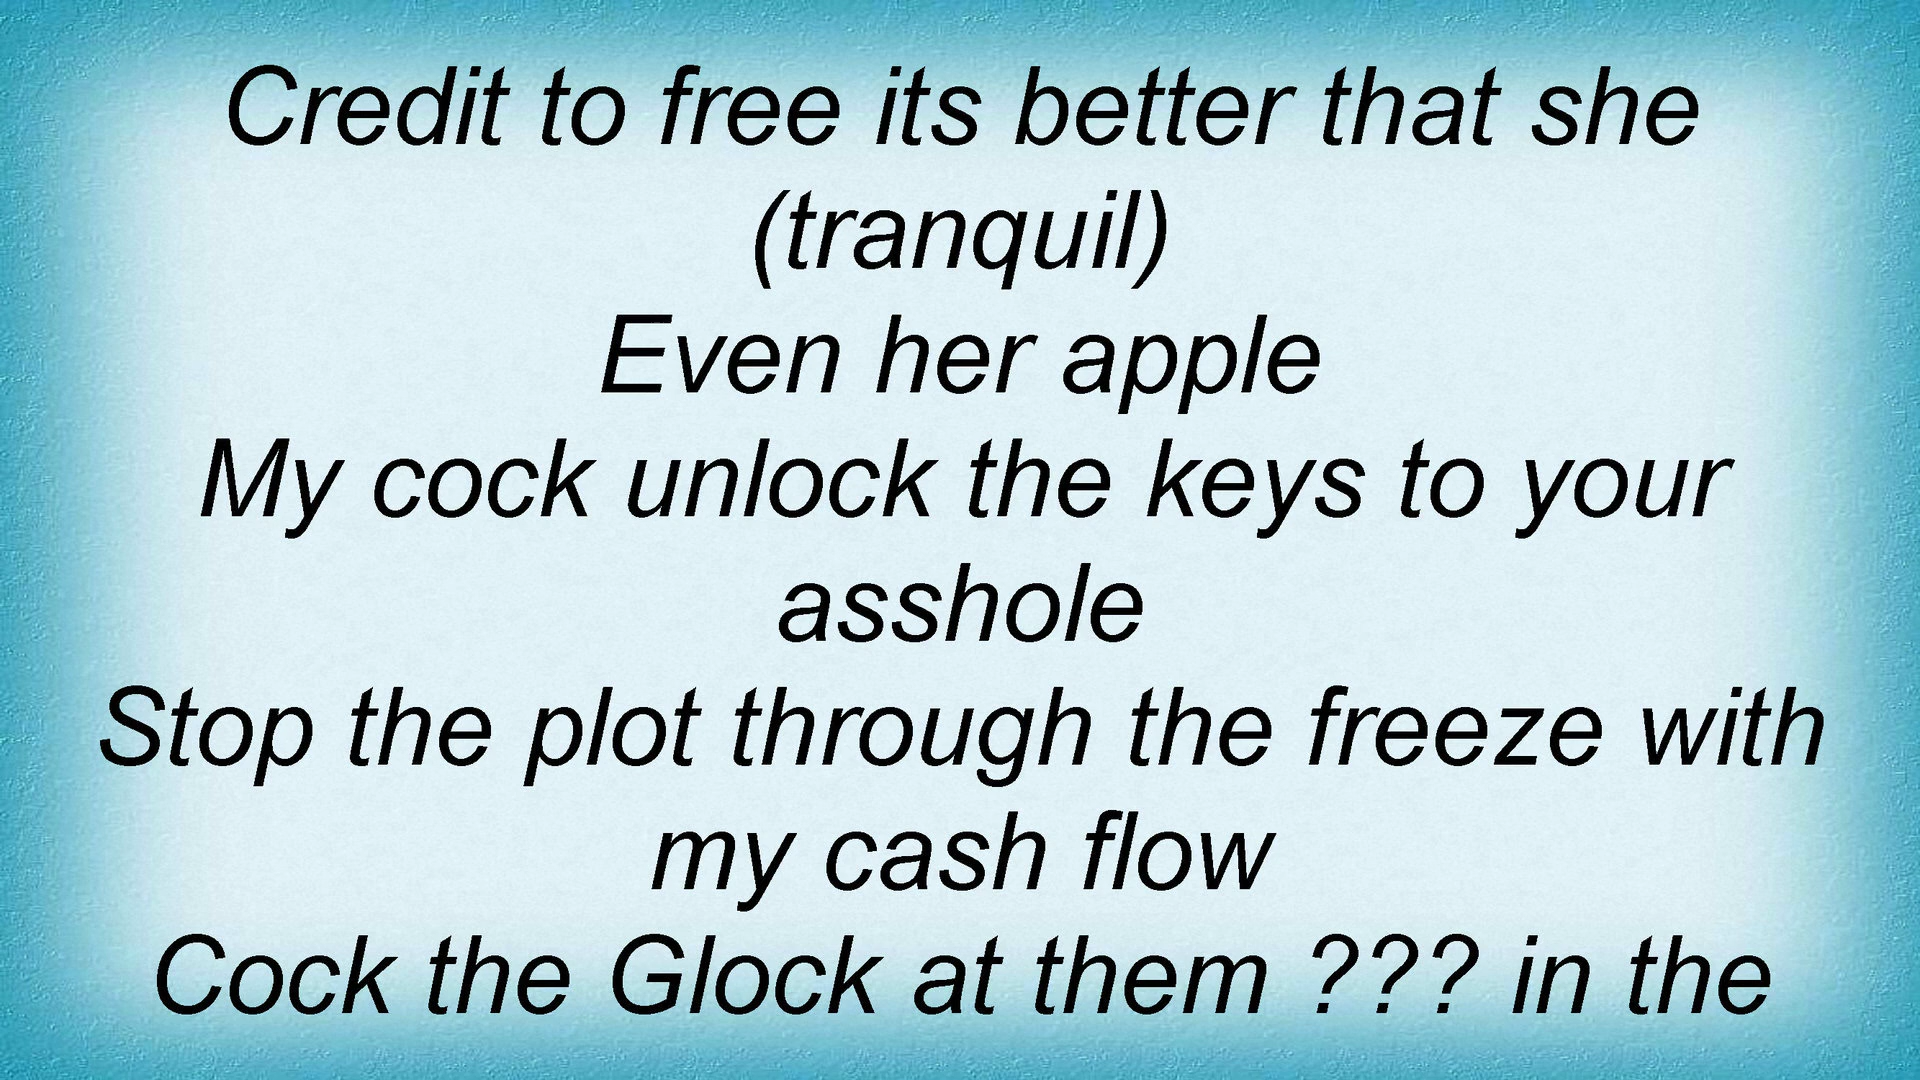 Credit to free its better that she
(tranquil)
Even her apple
My cock unlock the keys to your
asshole
Stop the plot through the freeze with
my cash flow
Cock the Glock at them ??? in the